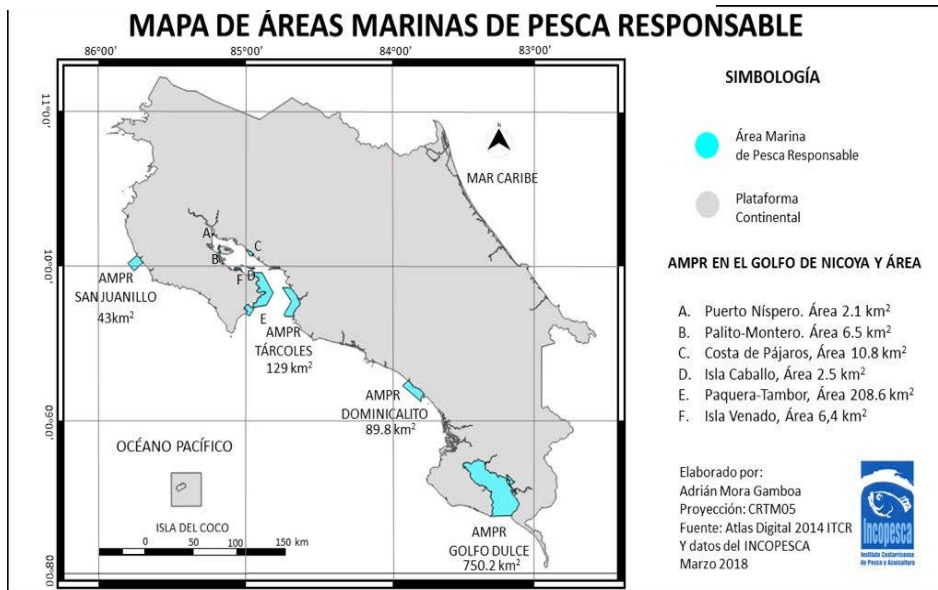 MAPA DE ÁREAS MARINAS DE PESCA RESPONSABLE
86°00'
85°00'
84°00'
83°00'
11°0.0'
10°00'
09°00'00'
08°00'
N
MAR CARIBE
A
B
C
D
F
E
AMPR
SAN JUANILLO
43km²
AMPR
TÁRCOLES
129 km²
AMPR
DOMINICALITO
89.8 km²
AMPR
GOLFO DULCE
750.2 km²
OCÉANO PACÍFICO
ISLA DEL COCO
0 50 100 150 km
SIMBOLOGÍA
Área Marina
de Pesca Responsable
Plataforma
Continental
AMPR EN EL GOLFO DE NICOYA Y ÁREA
A. Puerto Níspero. Área 2.1 km²
B. Palito-Montero. Área 6.5 km²
C. Costa de Pájaros, Área 10.8 km²
D. Isla Caballo, Área 2.5 km²
E. Paquera-Tambor, Área 208.6 km²
F. Isla Venado, Área 6,4 km²
Elaborado por:
Adrián Mora Gamboa
Proyección: CRTM05
Fuente: Atlas Digital 2014 ITCR
Y datos del INCOPESCA
Marzo 2018
Incopesca
Instituto Costarricense
de Pesca y Acuicultura